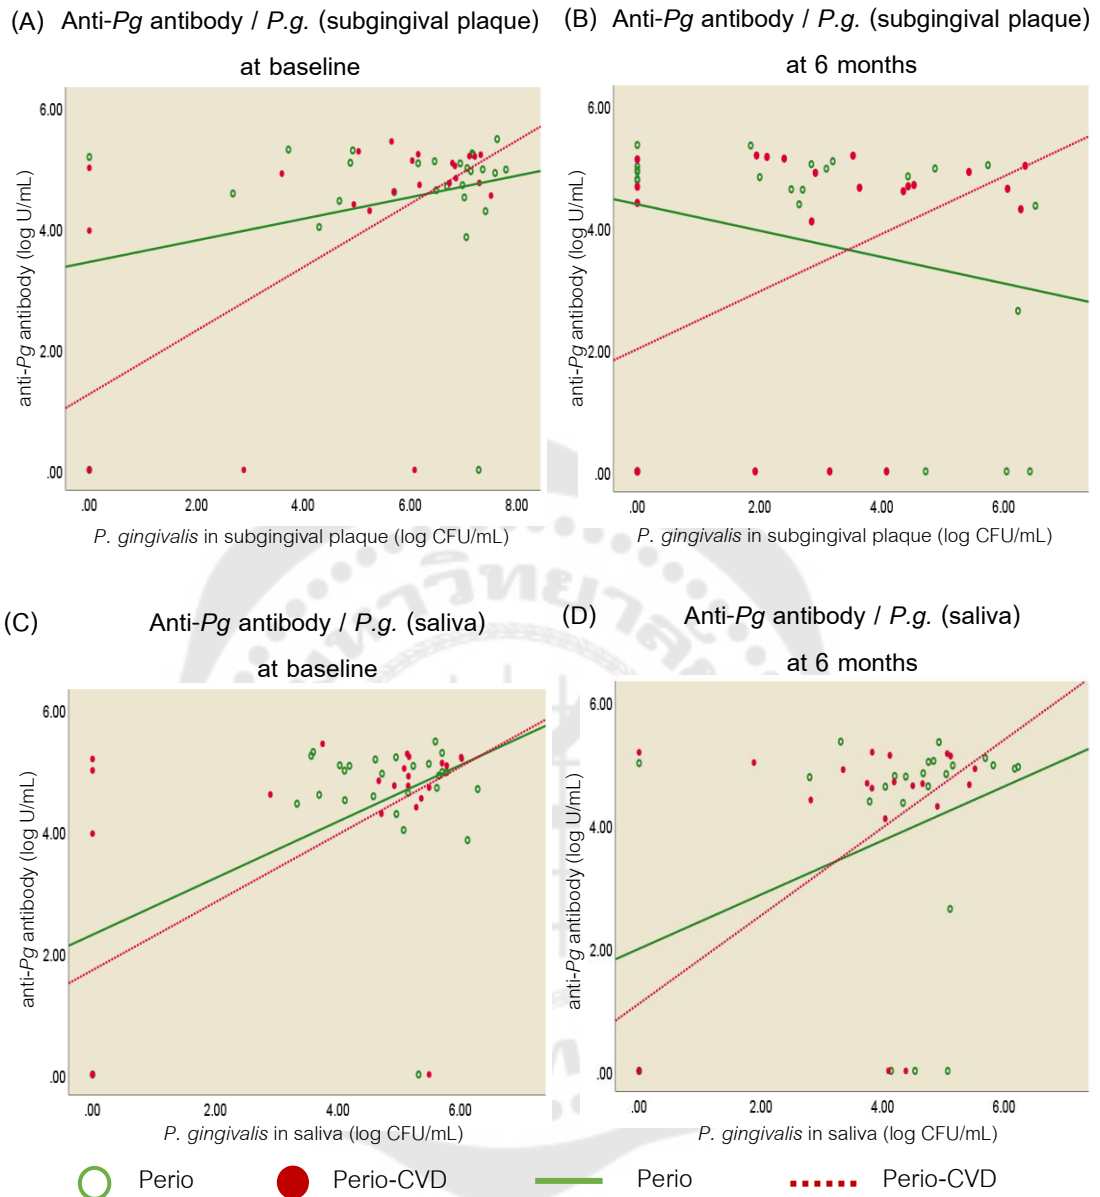 (A) Anti-Pg antibody / P.g. (subgingival plaque)
at baseline
6.00
4.00
2.00
.00
anti-Pg antibody (log U/mL)
.00 2.00 4.00 6.00 8.00
P. gingivalis in subgingival plaque (log CFU/mL)
(B) Anti-Pg antibody / P.g. (subgingival plaque)
at 6 months
6.00
4.00
2.00
.00
anti-Pg antibody (log U/mL)
.00 2.00 4.00 6.00
P. gingivalis in subgingival plaque (log CFU/mL)
(C) Anti-Pg antibody / P.g. (saliva)
at baseline
6.00
4.00
2.00
.00
anti-Pg antibody (log U/mL)
.00 2.00 4.00 6.00
P. gingivalis in saliva (log CFU/mL)
(D) Anti-Pg antibody / P.g. (saliva)
at 6 months
6.00
4.00
2.00
.00
anti-Pg antibody (log U/mL)
.00 2.00 4.00 6.00
P. gingivalis in saliva (log CFU/mL)
Perio Perio-CVD Perio Perio-CVD